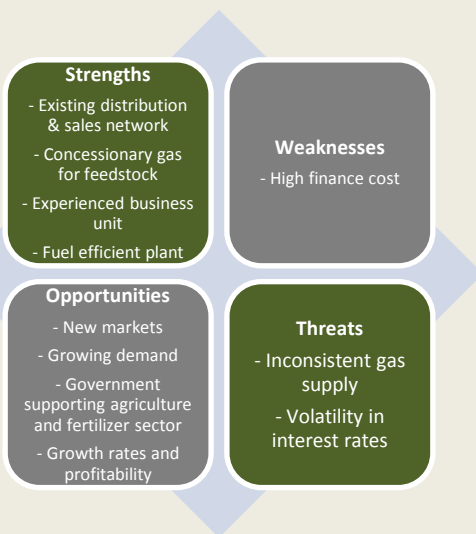 Strengths
- Existing distribution
& sales network
- Concessionary gas
for feedstock
- Experienced business
unit
- Fuel efficient plant
Weaknesses
- High finance cost
Opportunities
- New markets
- Growing demand
- Government
supporting agriculture
and fertilizer sector
- Growth rates and
profitability
Threats
- Inconsistent gas
supply
- Volatility in
interest rates